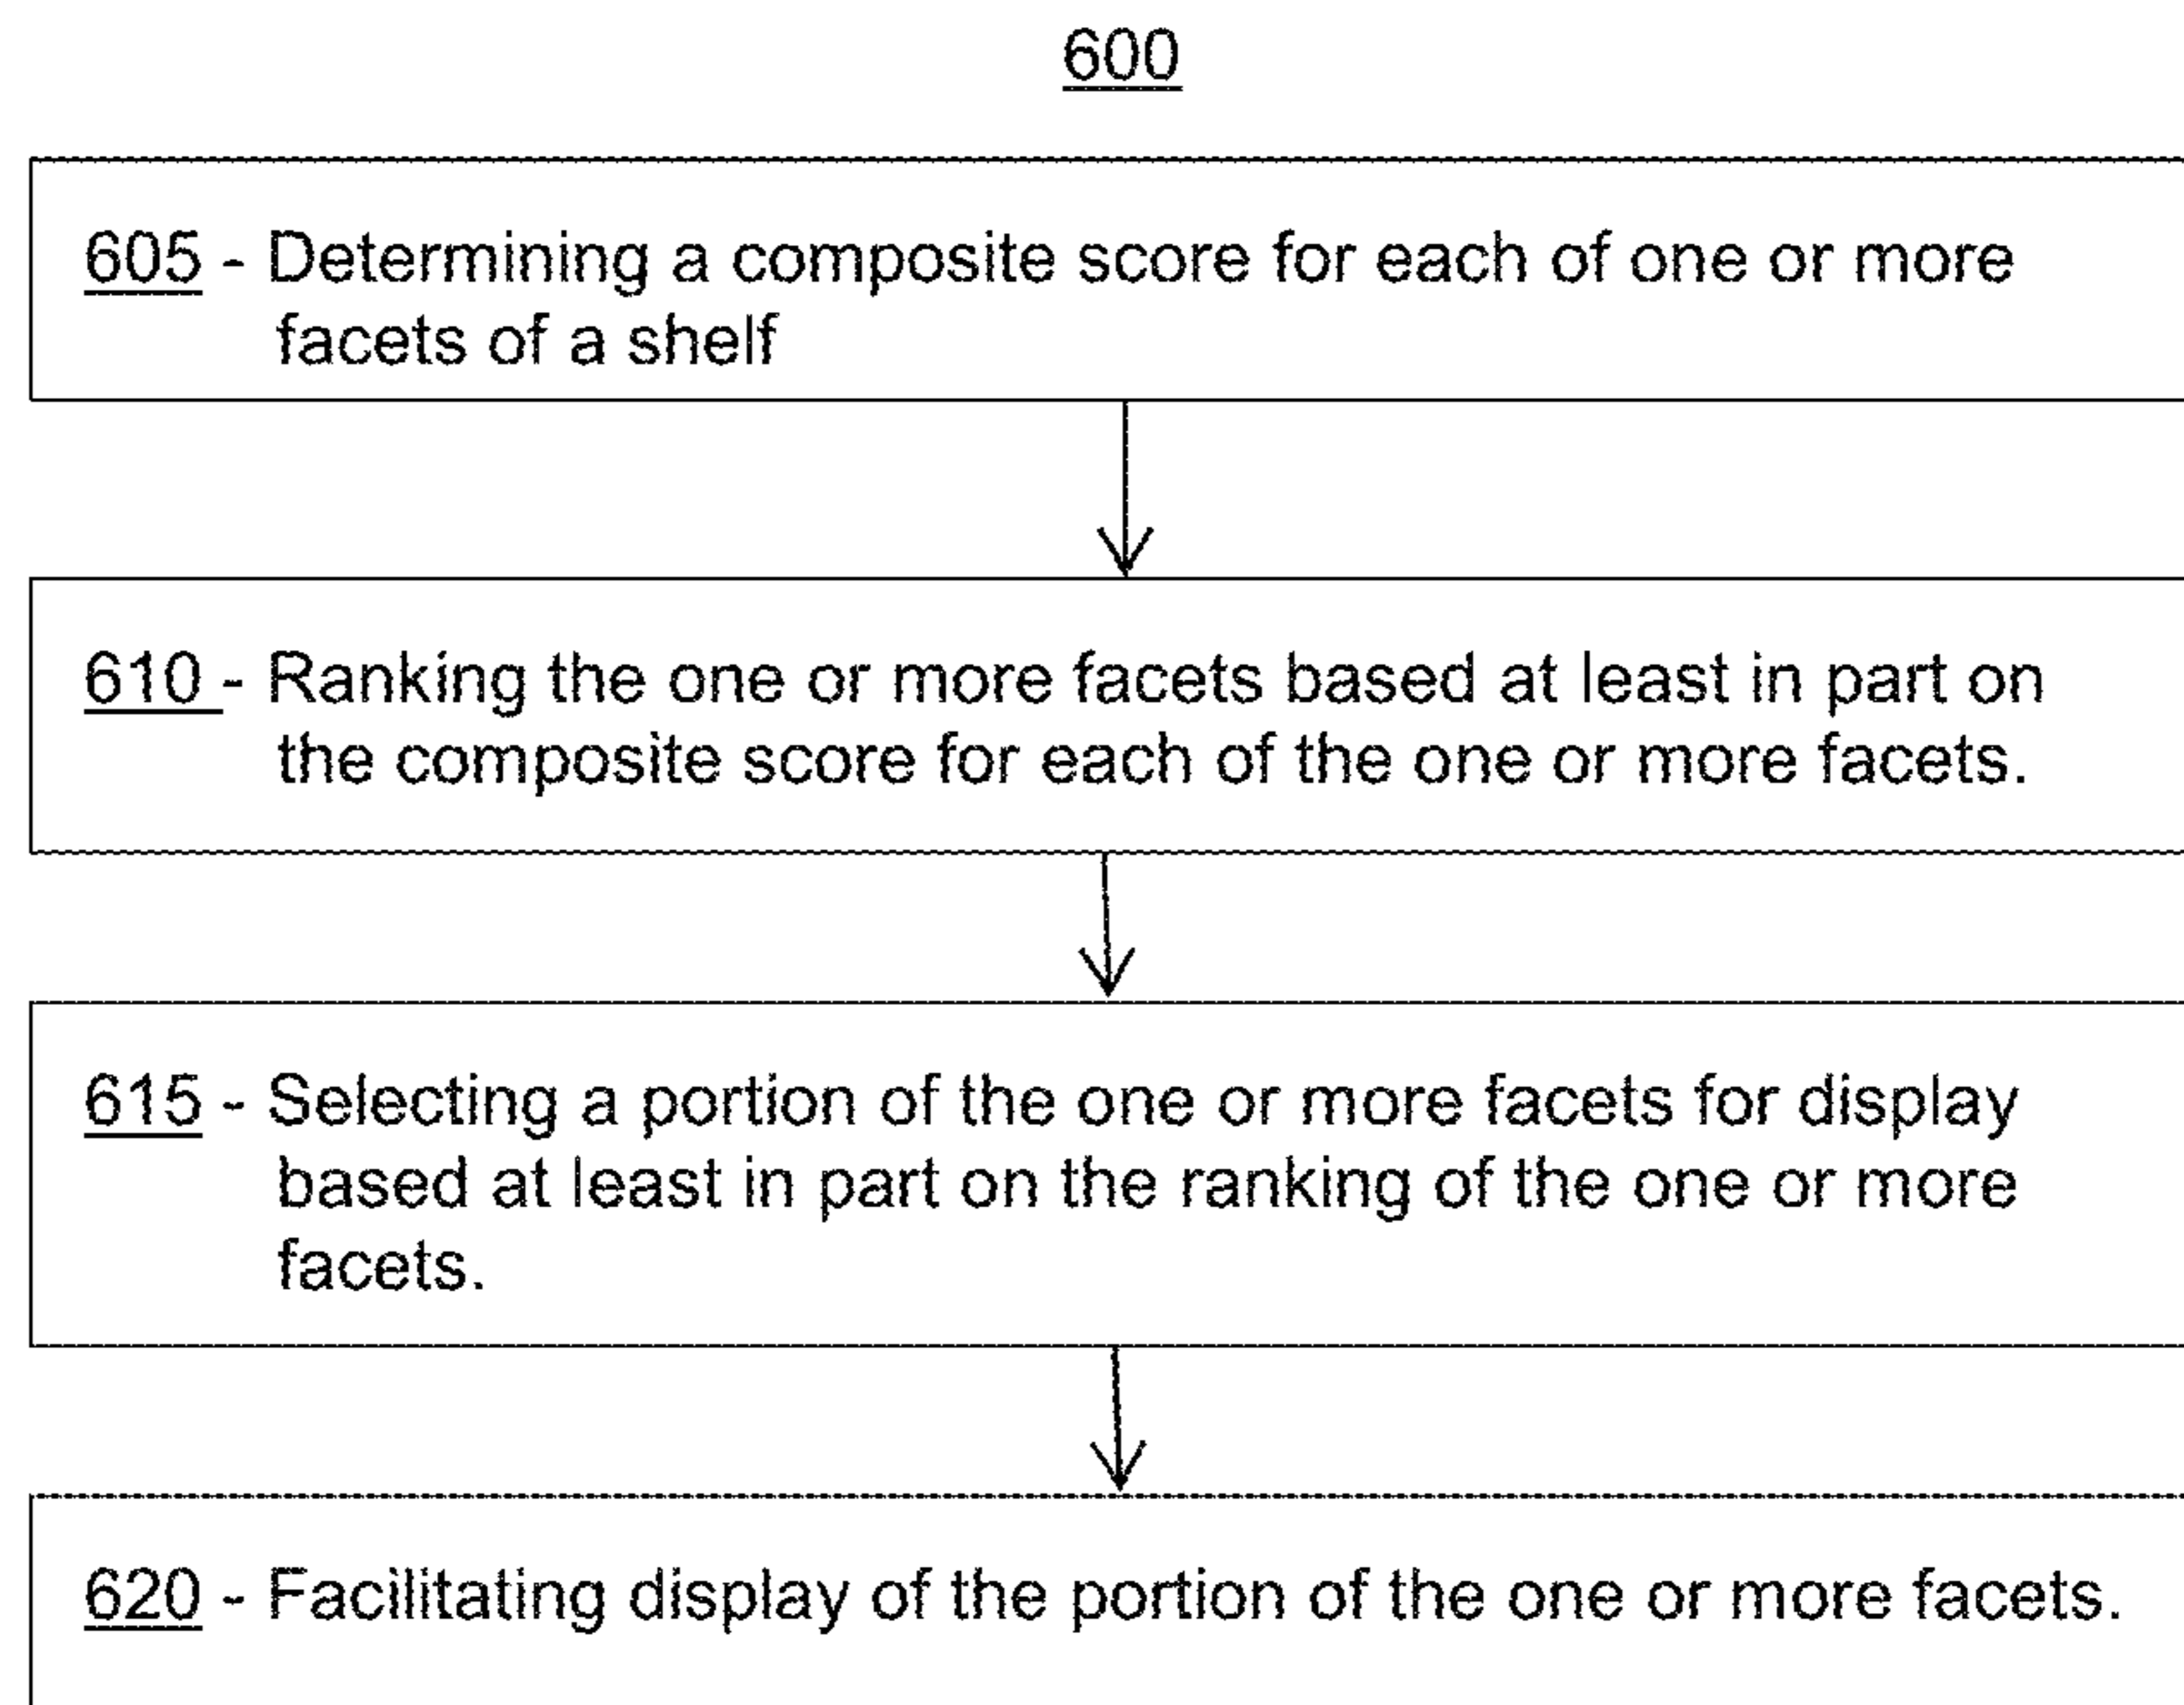 600
605 - Determining a composite score for each of one or more
facets of a shelf
610 - Ranking the one or more facets based at least in part on
the composite score for each of the one or more facets.
615 - Selecting a portion of the one or more facets for display
based at least in part on the ranking of the one or more
facets.
620 - Facilitating display of the portion of the one or more facets.